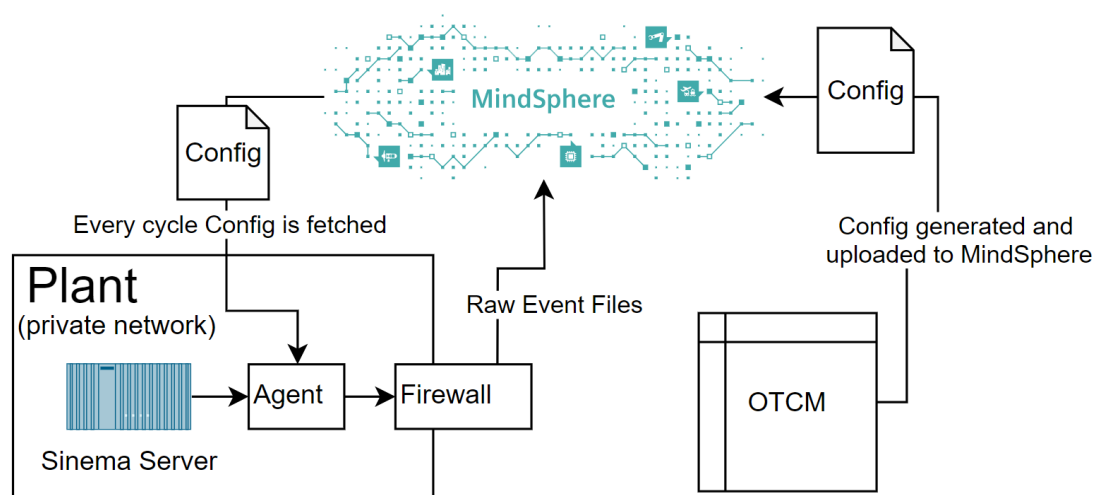 MindSphere
Config
Config
Every cycle Config is fetched
Config generated and
uploaded to MindSphere
Plant
(private network)
Raw Event Files
Agent
Firewall
OTCM
Sinema Server